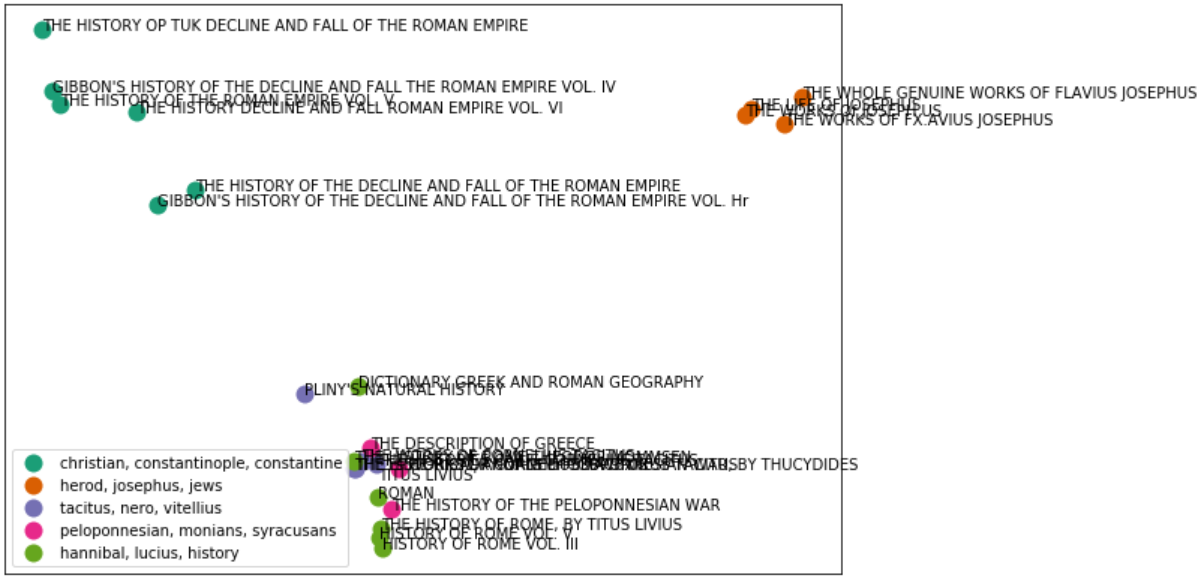 THE HISTORY OP TUK DECLINE AND FALL OF THE ROMAN EMPIRE
GIBBON'S HISTORY OF THE DECLINE AND FALL THE ROMAN EMPIRE VOL. IV
THE HISTORY OF THE ROMAN EMPIRE VOL. V
THE HISTORY DECLINE AND FALL ROMAN EMPIRE VOL. VI
THE WHOLE GENUINE WORKS OF FLAVIUS JOSEPHUS
THE LIFE OF JOSEPHUS
THE WORKS OF JOSEPHUS
THE WORKS OF FX.AVIUS JOSEPHUS
THE HISTORY OF THE DECLINE AND FALL OF THE ROMAN EMPIRE
GIBBON'S HISTORY OF THE DECLINE AND FALL OF THE ROMAN EMPIRE VOL. Hr
DICTIONARY GREEK AND ROMAN GEOGRAPHY
PLINY'S NATURAL HISTORY
THE DESCRIPTION OF GREECE
BY THUCYDIDES
TITUS LIVIUS'
ROMAN
THE HISTORY OF THE PELOPONNESIAN WAR
THE HISTORY OF ROME, BY TITUS LIVIUS
HISTORY OF ROME VOL. V
HISTORY OF ROME VOL. III
christian, constantinople, constantine
herod, josephus, jews
tacitus, nero, vitellius
peloponnesian, monians, syracusans
hannibal, lucius, history